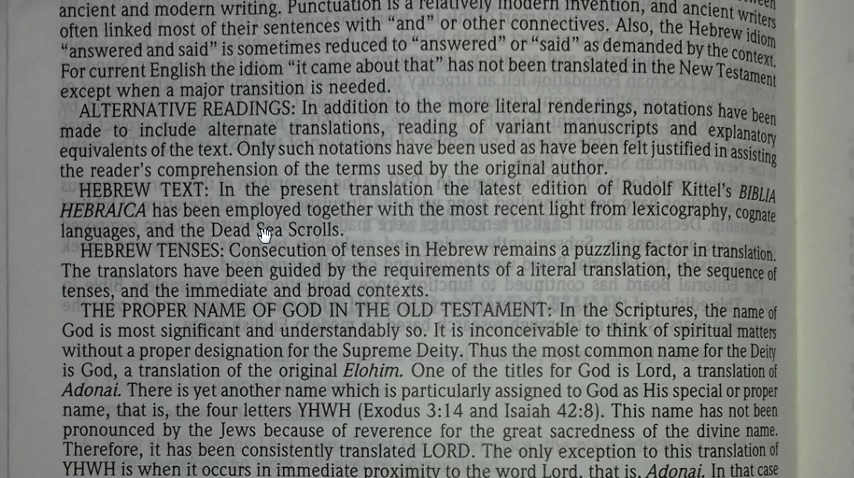 ancient and modern writing. Punctuation is a relatively modern invention, and ancient writers
often linked most of their sentences with “and” or other connectives. Also, the Hebrew idiom
“answered and said” is sometimes reduced to “answered” or “said” as demanded by the context.
For current English the idiom “it came about that” has not been translated in the New Testament
except when a major transition is needed.
ALTERNATIVE READINGS: In addition to the more literal renderings, notations have been
made to include alternate translations, reading of variant manuscripts and explanatory
equivalents of the text. Only such notations have been used as have been felt justified in assisting
the reader’s comprehension of the terms used by the original author.
HEBREW TEXT: In the present translation the latest edition of Rudolf Kittel’s BIBLIA
HEBRAICA has been employed together with the most recent light from lexicography, cognate
languages, and the Dead Sea Scrolls.
HEBREW TENSES: Consecution of tenses in Hebrew remains a puzzling factor in translation.
The translators have been guided by the requirements of a literal translation, the sequence of
tenses, and the immediate and broad contexts.
THE PROPER NAME OF GOD IN THE OLD TESTAMENT: In the Scriptures, the name of
God is most significant and understandably so. It is inconceivable to think of spiritual matters
without a proper designation for the Supreme Deity. Thus the most common name for the Deity
is God, a translation of the original Elohim. One of the titles for God is Lord, a translation of
Adonai. There is yet another name which is particularly assigned to God as His special or proper
name, that is, the four letters YHWH (Exodus 3:14 and Isaiah 42:8). This name has not been
pronounced by the Jews because of reverence for the great sacredness of the divine name.
Therefore, it has been consistently translated LORD. The only exception to this translation of
YHWH is when it occurs in immediate proximity to the word Lord, that is, Adonai. In that case